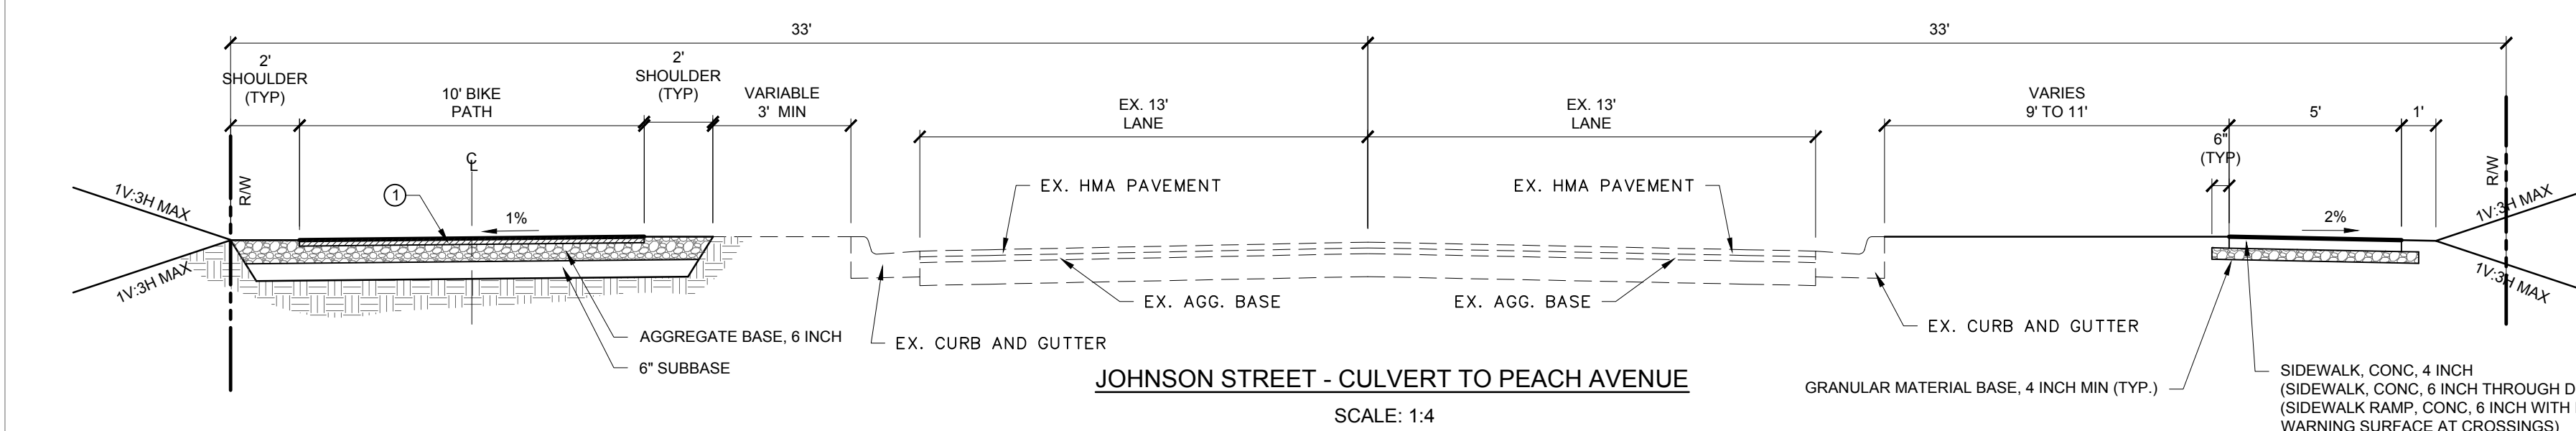 33'
33'
2'
SHOULDER
(TYP)
10' BIKE
PATH
2'
SHOULDER
(TYP)
VARIABLE
3' MIN
EX. 13'
LANE
EX. 13'
LANE
VARIES
9' TO 11'
5'
1'
6"
(TYP)
R/W
C
L
1
1%
EX. HMA PAVEMENT
EX. HMA PAVEMENT
2%
R/W
1V:3H MAX
1V:3H MAX
1V:3H MAX
1V:3H MAX
EX. AGG. BASE
EX. AGG. BASE
AGGREGATE BASE, 6 INCH
6" SUBBASE
EX. CURB AND GUTTER
EX. CURB AND GUTTER
JOHNSON STREET - CULVERT TO PEACH AVENUE
SCALE: 1:4
GRANULAR MATERIAL BASE, 4 INCH MIN (TYP.)
SIDEWALK, CONC, 4 INCH
(SIDEWALK, CONC, 6 INCH THROUGH
(SIDEWALK RAMP, CONC, 6 INCH WITH
WARNING SURFACE AT CROSSINGS)